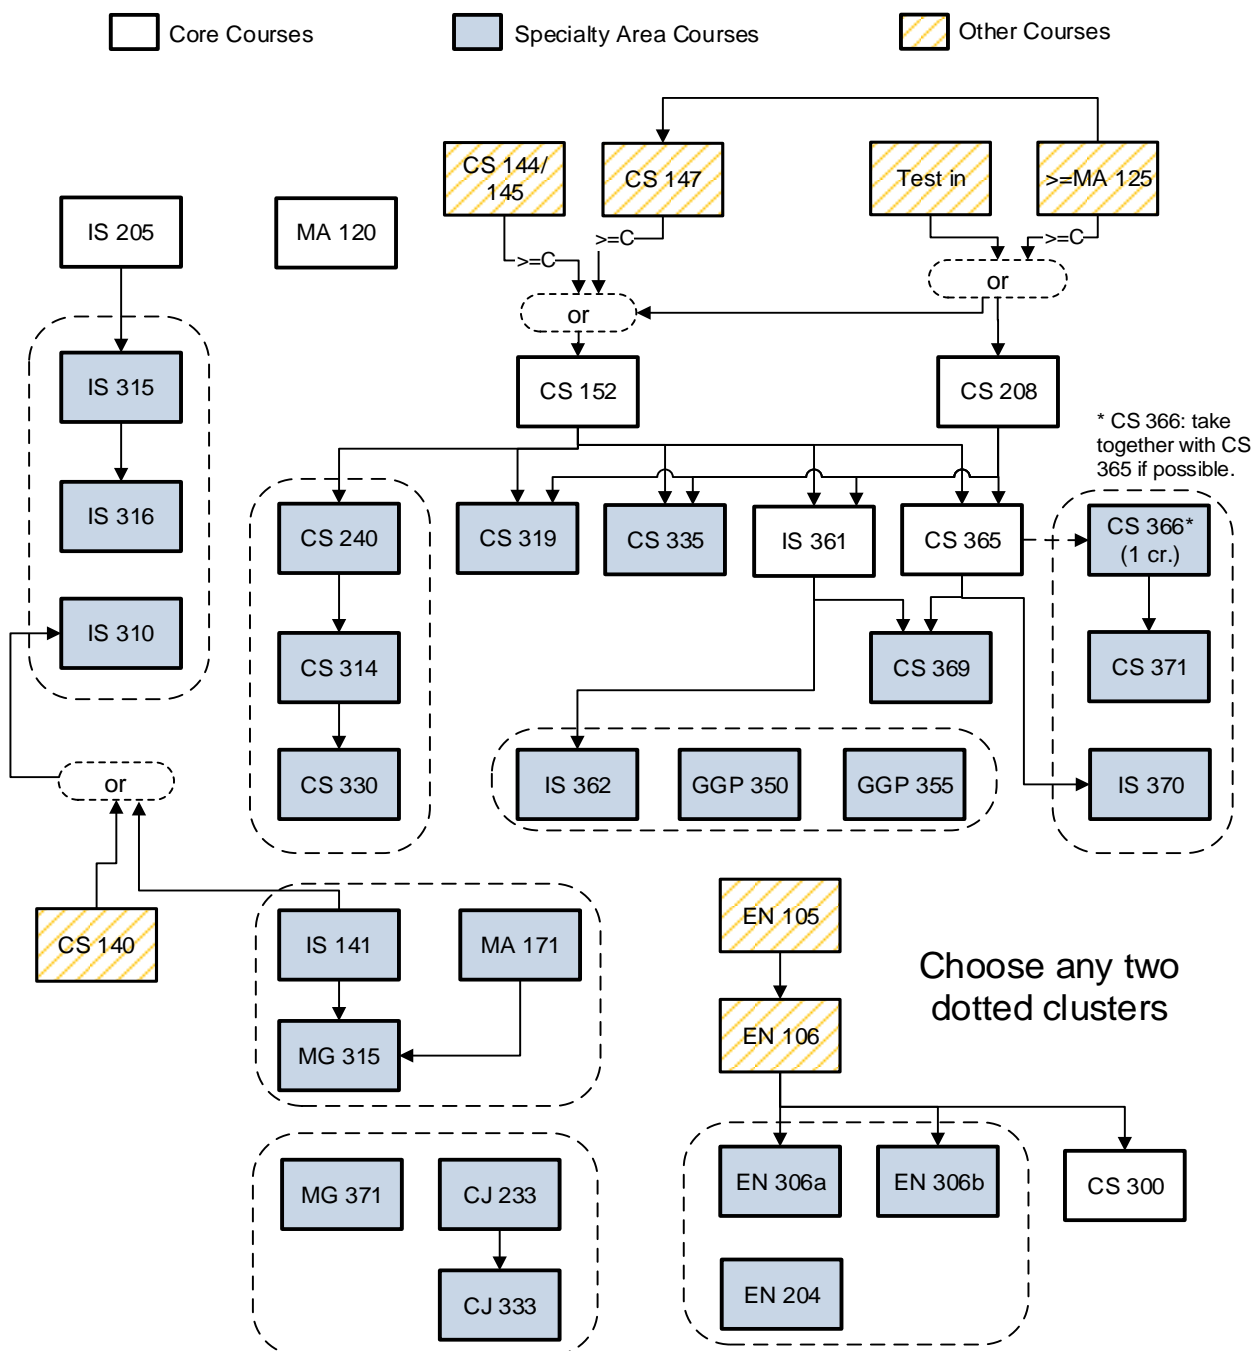 Core Courses
Specialty Area Courses
Other Courses
CS 144/
145
CS 147
Test in
>=MA 125
IS 205
MA 120
>=C
>=C
>=C
or
or
CS 152
CS 208
* CS 366: take
together with CS
365 if possible.
IS 315
IS 316
IS 310
CS 240
CS 319
CS 335
IS 361
CS 365
CS 366*
(1 cr.)
CS 314
CS 369
CS 371
CS 330
IS 362
GGP 350
GGP 355
IS 370
or
CS 140
IS 141
MA 171
MG 315
EN 105
EN 106
Choose any two
dotted clusters
MG 371
CJ 233
CJ 333
EN 306a
EN 306b
CS 300
EN 204